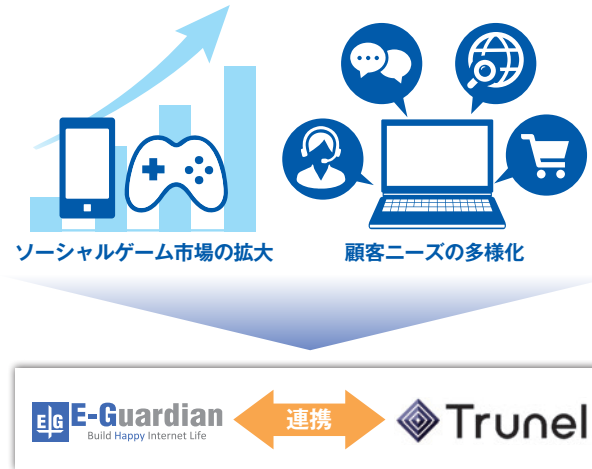 ソーシャルゲーム市場の拡大
顧客ニーズの多様化
E|G E-Guardian
Build Happy Internet Life
連携
Trunel